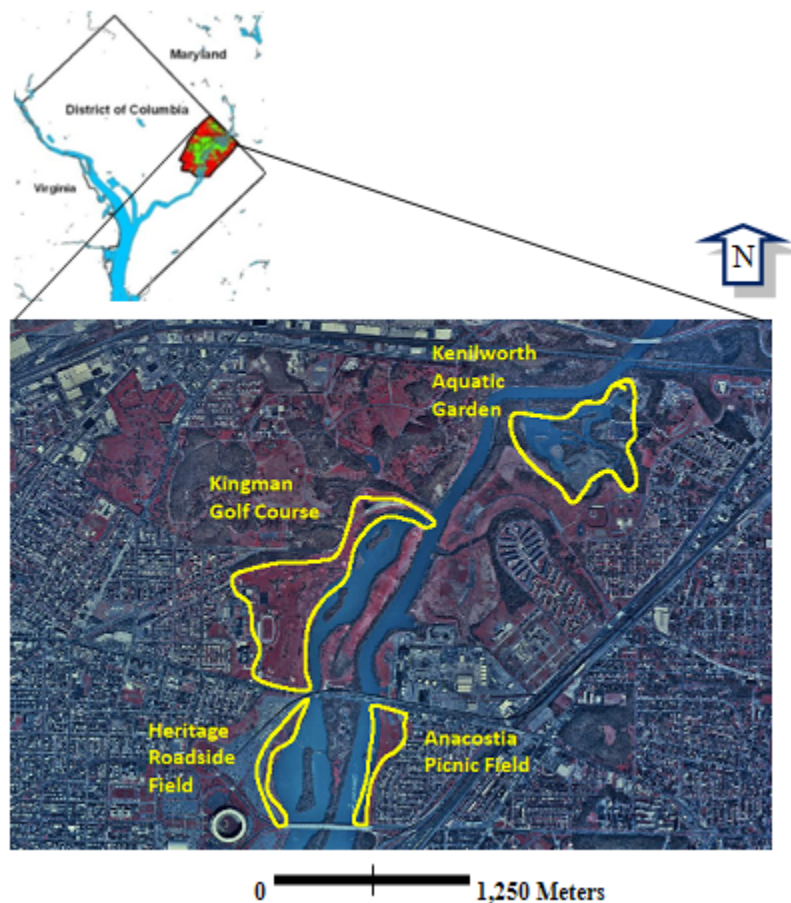 Maryland
District of Columbia
Virginia
N
Kenilworth
Aquatic
Garden
Kingman
Golf Course
Heritage
Roadside
Field
Anacostia
Picnic Field
0
1,250 Meters